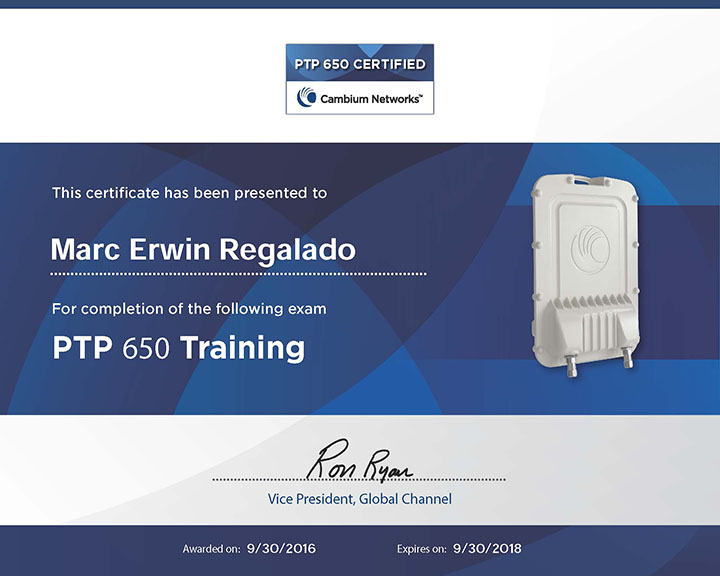 PTP 650 CERTIFIED
Cambium Networks™
This certificate has been presented to
Marc Erwin Regalado
For completion of the following exam
PTP 650 Training
Ron Ryan
Vice President, Global Channel
Awarded on: 9/30/2016 Expires on: 9/30/2018